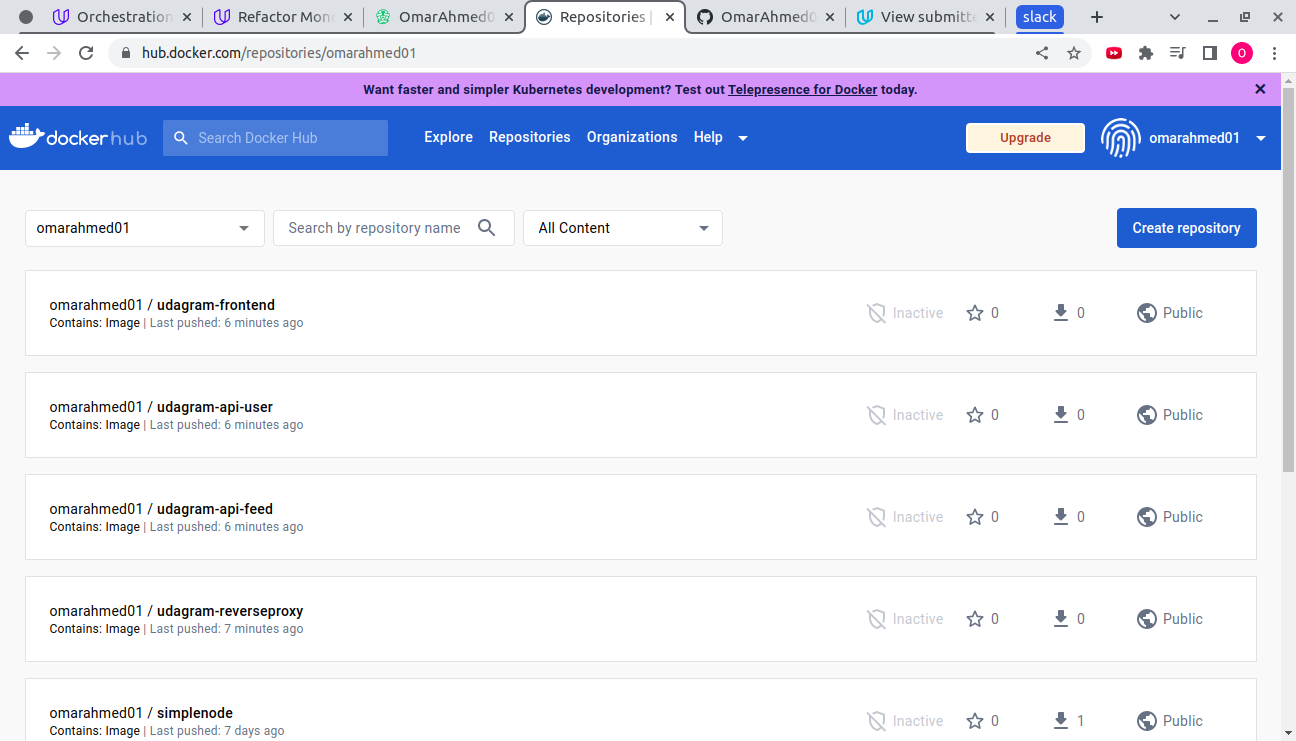 Orchestration
Refactor Mon
OmarAhmed0
Repositories |
OmarAhmed0
View submitte
slack
hub.docker.com/repositories/omarahmed01
O
Want faster and simpler Kubernetes development? Test out Telepresence for Docker today.
dockerhub
Search Docker Hub
Explore
Repositories
Organizations
Help
Upgrade
omarahmed01
omarahmed01
Search by repository name
All Content
Create repository
omarahmed01 / udagram-frontend
Contains: Image | Last pushed: 6 minutes ago
Inactive
0
0
Public
omarahmed01 / udagram-api-user
Contains: Image | Last pushed: 6 minutes ago
Inactive
0
0
Public
omarahmed01 / udagram-api-feed
Contains: Image | Last pushed: 6 minutes ago
Inactive
0
0
Public
omarahmed01 / udagram-reverseproxy
Contains: Image | Last pushed: 7 minutes ago
Inactive
0
0
Public
omarahmed01 / simplenode
Contains: Image | Last pushed: 7 days ago
Inactive
0
1
Public